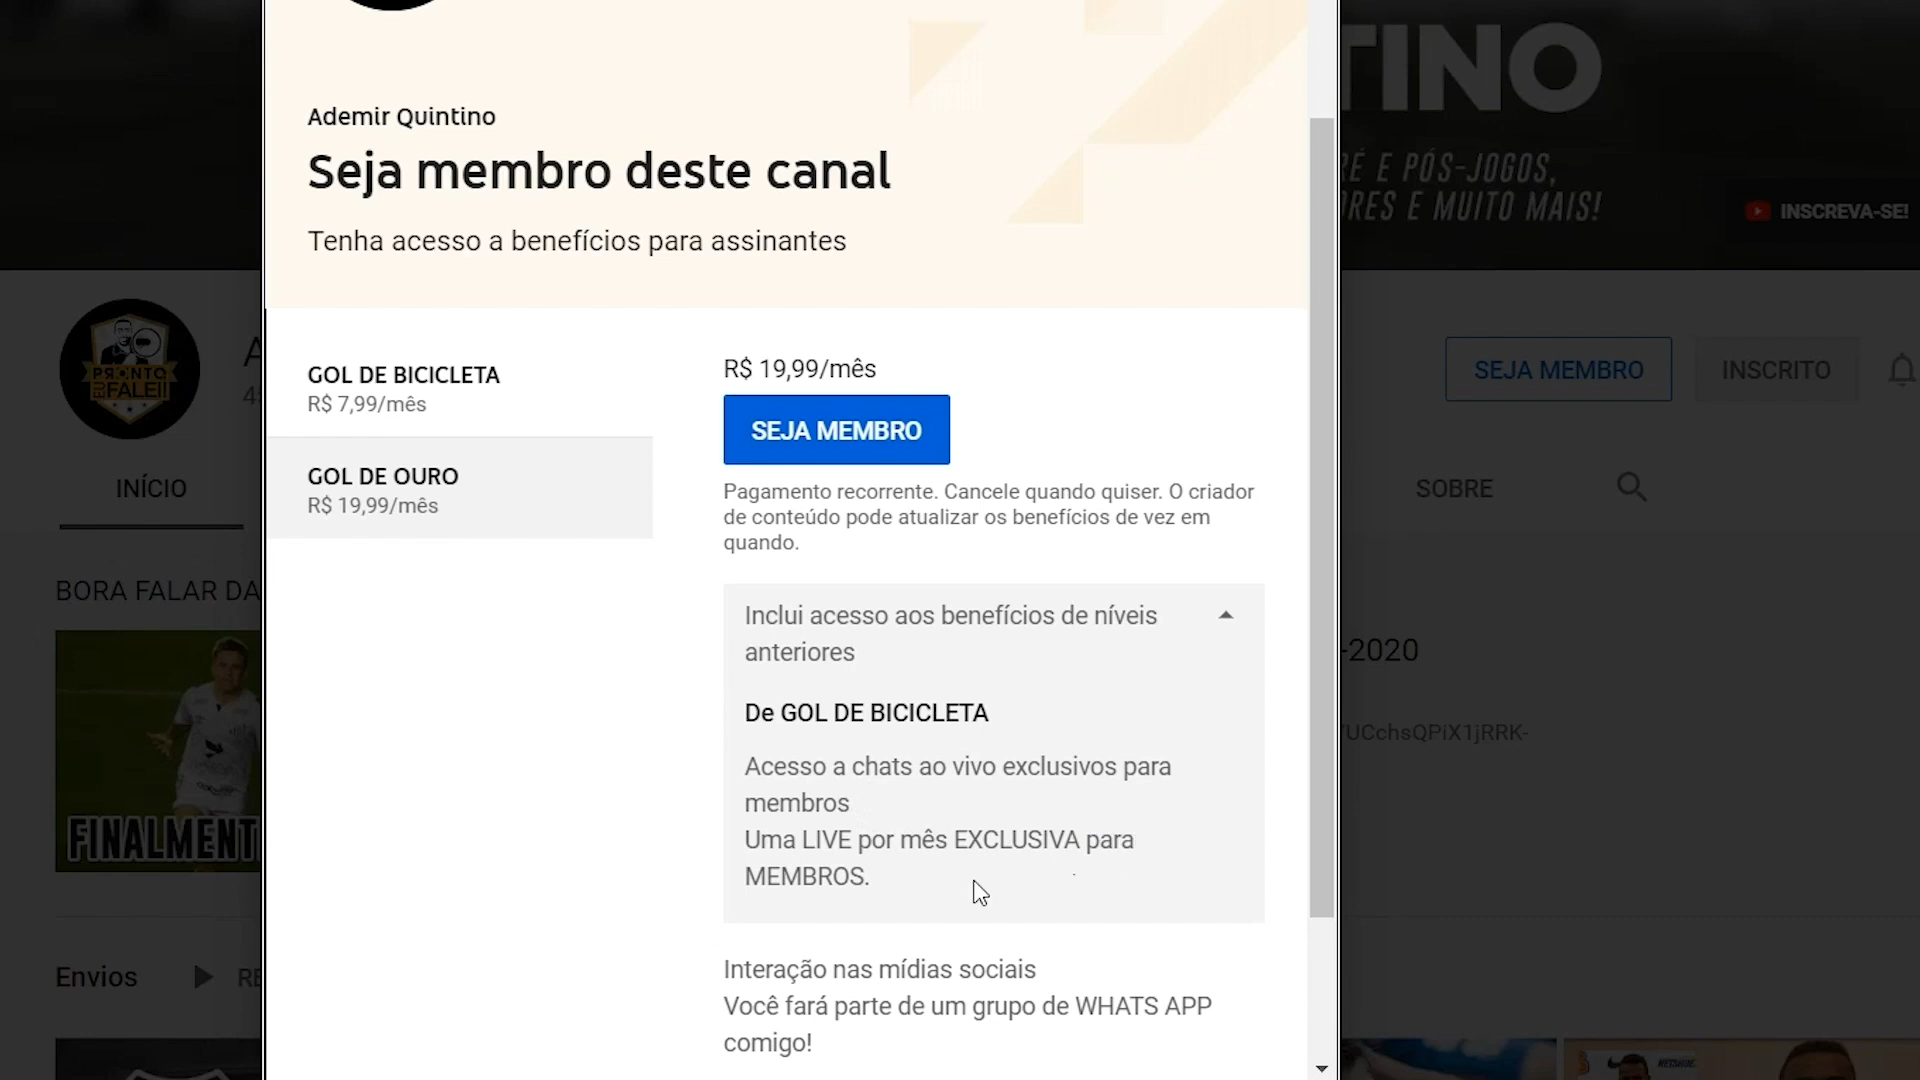 TINO
RÉ E PÓS-JOGOS,
RES E MUITO MAIS!
INSCREVA-SE!
Ademir Quintino
Seja membro deste canal
Tenha acesso a benefícios para assinantes
PRONTO
EU FALEI!
SEJA MEMBRO
INSCRITO
INÍCIO
SOBRE
BORA FALAR DA
FINALMENT
-2020
UCchsQPiX1jRRK-
Envios
GOL DE BICICLETA
R$ 7,99/mês
GOL DE OURO
R$ 19,99/mês
R$ 19,99/mês
SEJA MEMBRO
Pagamento recorrente. Cancele quando quiser. O criador
de conteúdo pode atualizar os benefícios de vez em
quando.
Inclui acesso aos benefícios de níveis
anteriores
De GOL DE BICICLETA
Acesso a chats ao vivo exclusivos para
membros
Uma LIVE por mês EXCLUSIVA para
MEMBROS.
Interação nas mídias sociais
Você fará parte de um grupo de WHATS APP
comigo!